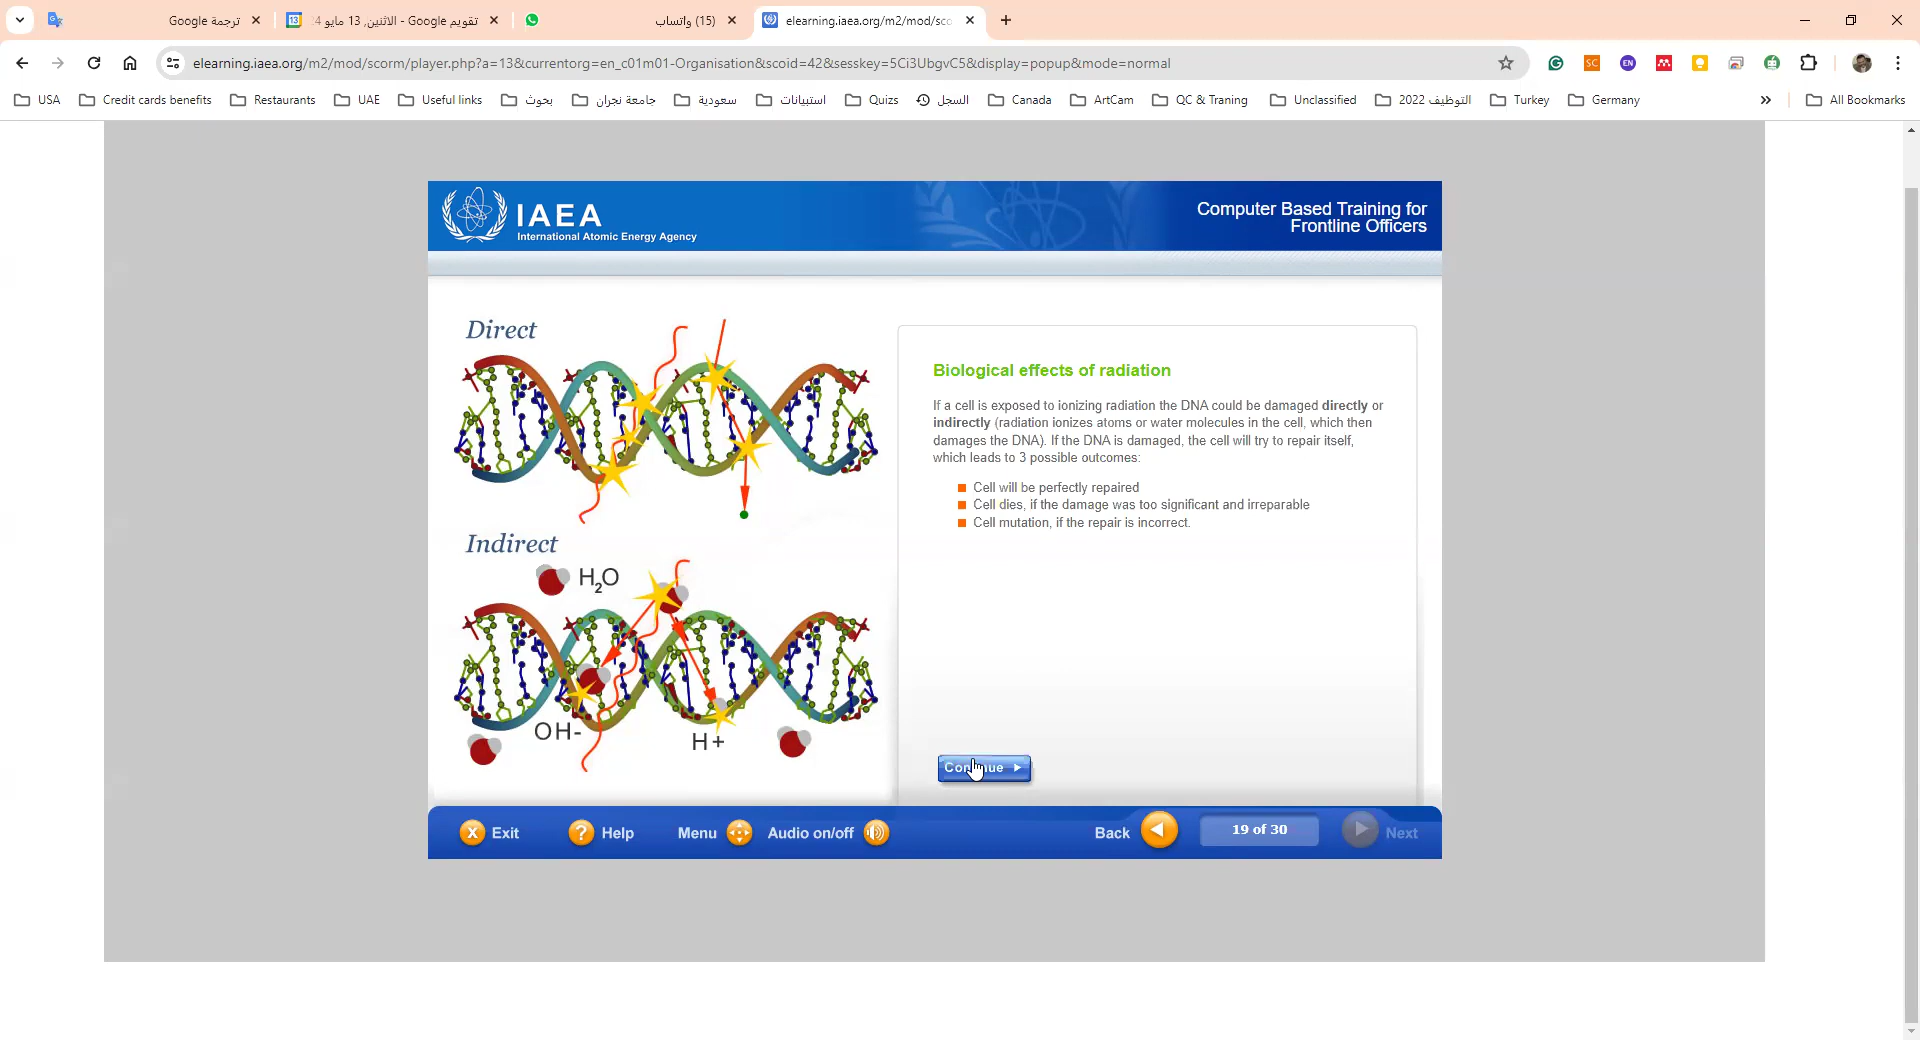 ترجمة Google
تقويم Google - الاثنين, 13 مايو 24
(15) واتساب
elearning.iaea.org/m2/mod/sco
elearning.iaea.org/m2/mod/scorm/player.php?a=13&currentorg=en_c01m01-Organisation&scoid=42&sesskey=5Ci3UbgvC5&display=popup&mode=normal
USA
Credit cards benefits
Restaurants
UAE
Useful links
بحوث
جامعة نجران
سعودية
استبيانات
Quizs
السجل
Canada
ArtCam
QC & Traning
Unclassified
التوظيف 2022
Turkey
Germany
All Bookmarks
IAEA
International Atomic Energy Agency
Computer Based Training for
Frontline Officers
Direct
Biological effects of radiation
If a cell is exposed to ionizing radiation the DNA could be damaged directly or
indirectly (radiation ionizes atoms or water molecules in the cell, which then
damages the DNA). If the DNA is damaged, the cell will try to repair itself,
which leads to 3 possible outcomes:
Cell will be perfectly repaired
Cell dies, if the damage was too significant and irreparable
Cell mutation, if the repair is incorrect.
Indirect
H2O
OH-
H+
Continue
Exit
Help
Menu
Audio on/off
Back
19 of 30
Next